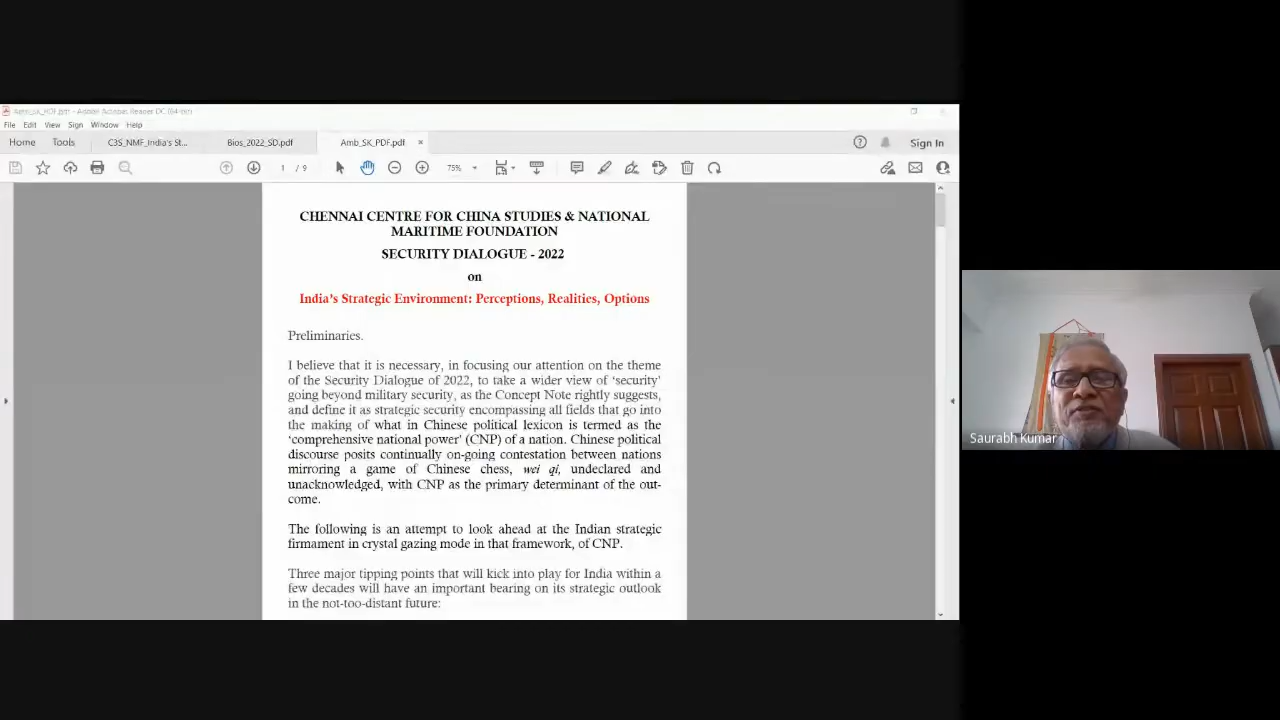 Amb_SK_PDF.pdf - Adobe Acrobat Reader DC (64-bit)
File Edit View Sign Window Help
Home Tools C3S_NMF_India's St... Bios_2022_SD.pdf Amb_SK_PDF.pdf × Sign In
1 / 9 75%
CHENNAI CENTRE FOR CHINA STUDIES & NATIONAL
MARITIME FOUNDATION
SECURITY DIALOGUE - 2022
on
India's Strategic Environment: Perceptions, Realities, Options
Preliminaries.
I believe that it is necessary, in focusing our attention on the theme
of the Security Dialogue of 2022, to take a wider view of 'security'
going beyond military security, as the Concept Note rightly suggests,
and define it as strategic security encompassing all fields that go into
the making of what in Chinese political lexicon is termed as the
'comprehensive national power' (CNP) of a nation. Chinese political
discourse posits continually on-going contestation between nations
mirroring a game of Chinese chess, wei qi, undeclared and
unacknowledged, with CNP as the primary determinant of the out-
come.
The following is an attempt to look ahead at the Indian strategic
firmament in crystal gazing mode in that framework, of CNP.
Three major tipping points that will kick into play for India within a
few decades will have an important bearing on its strategic outlook
in the not-too-distant future:
Saurabh Kumar